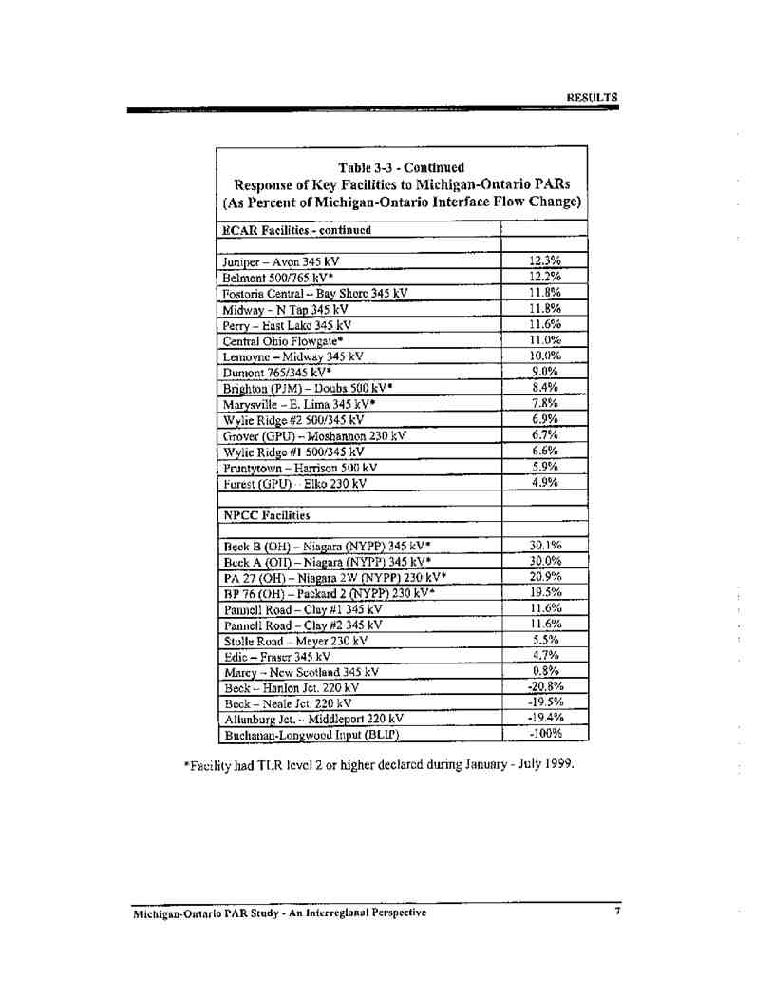 RESULTS
Table 3-3 - Continued
Response of Key Facilities to Michigan-Ontario PARs
(As Percent of Michigan-Ontario Interface Flow Change)
ECAR Facilities - continued
Juniper – Avon 345 kV 12.3%
Belmont 500/765 kV* 12.2%
Fostoria Central – Bay Shore 345 kV 11.8%
Midway – N Tap 345 kV 11.8%
Perry – East Lake 345 kV 11.6%
Central Ohio Flowgate* 11.0%
Lemoyne – Midway 345 kV 10.0%
Dumont 765/345 kV* 9.0%
Brighton (PJM) – Doubs 500 kV* 8.4%
Marysville – E. Lima 345 kV* 7.8%
Wylie Ridge #2 500/345 kV 6.9%
Grover (GPU) – Moshannon 230 kV 6.7%
Wylie Ridge #1 500/345 kV 6.6%
Pruntytown – Harrison 500 kV 5.9%
Forest (GPU) – Elko 230 kV 4.9%
NPCC Facilities
Beck B (OH) – Niagara (NYPP) 345 kV* 30.1%
Beck A (OH) – Niagara (NYPP) 345 kV* 30.0%
PA 27 (OH) – Niagara 2W (NYPP) 230 kV* 20.9%
BP 76 (OH) – Packard 2 (NYPP) 230 kV* 19.5%
Pannell Road – Clay #1 345 kV 11.6%
Pannell Road – Clay #2 345 kV 11.6%
Stolle Road – Meyer 230 kV 5.5%
Edic – Fraser 345 kV 4.7%
Marcy – New Scotland 345 kV 0.8%
Beck – Hanlon Jct. 220 kV -20.8%
Beck – Neale Jct. 220 kV -19.5%
Allanburg Jct. – Middleport 220 kV -19.4%
Buchanan-Longwood Input (BLIP) -100%
*Facility had TLR level 2 or higher declared during January - July 1999.
Michigan-Ontario PAR Study - An Interregional Perspective 7